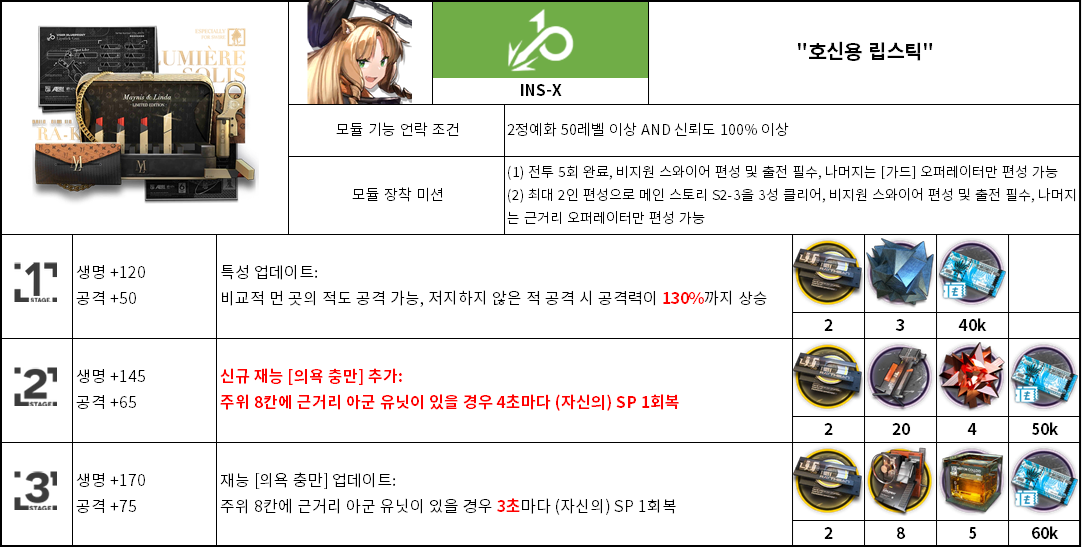 ESPECIALLY
FOR SOME
LUMIÈRE
SOLIS
Maynis & Linda
LIMITED EDITION
INS-X
"호신용 립스틱"
모듈 기능 언락 조건
2정예화 50레벨 이상 AND 신뢰도 100% 이상
모듈 장착 미션
(1) 전투 5회 완료, 비지원 스와이어 편성 및 출전 필수, 나머지는 [가드] 오퍼레이터만 편성 가능
(2) 최대 2인 편성으로 메인 스토리 S2-3을 3성 클리어, 비지원 스와이어 편성 및 출전 필수, 나머지
는 근거리 오퍼레이터만 편성 가능
1
STAGE
생명 +120
공격 +50
특성 업데이트:
비교적 먼 곳의 적도 공격 가능, 저지하지 않은 적 공격 시 공격력이 130%까지 상승
2
3
40k
2
STAGE
생명 +145
공격 +65
신규 재능 [의욕 충만] 추가:
주위 8칸에 근거리 아군 유닛이 있을 경우 4초마다 (자신의) SP 1회복
2
20
4
50k
3
STAGE
생명 +170
공격 +75
재능 [의욕 충만] 업데이트:
주위 8칸에 근거리 아군 유닛이 있을 경우 3초마다 (자신의) SP 1회복
2
8
5
60k